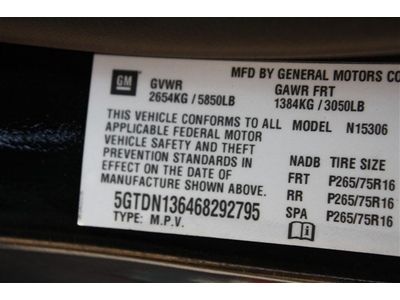 MFD BY GENERAL MOTORS CO
GM GVWR GAWR FRT
2654KG / 5850LB 1384KG / 3050LB
THIS VEHICLE CONFORMS TO ALL MODEL N15306
APPLICABLE FEDERAL MOTOR
VEHICLE SAFETY AND THEFT
PREVENTION STANDARDS IN NADB TIRE SIZE
EFFECT ON THE DATE OF FRT P265/75R16
MANUFACTURE SHOWN ABOVE. RR P265/75R16
5GTDN136468292795 SPA P265/75R16
TYPE: M.P.V.